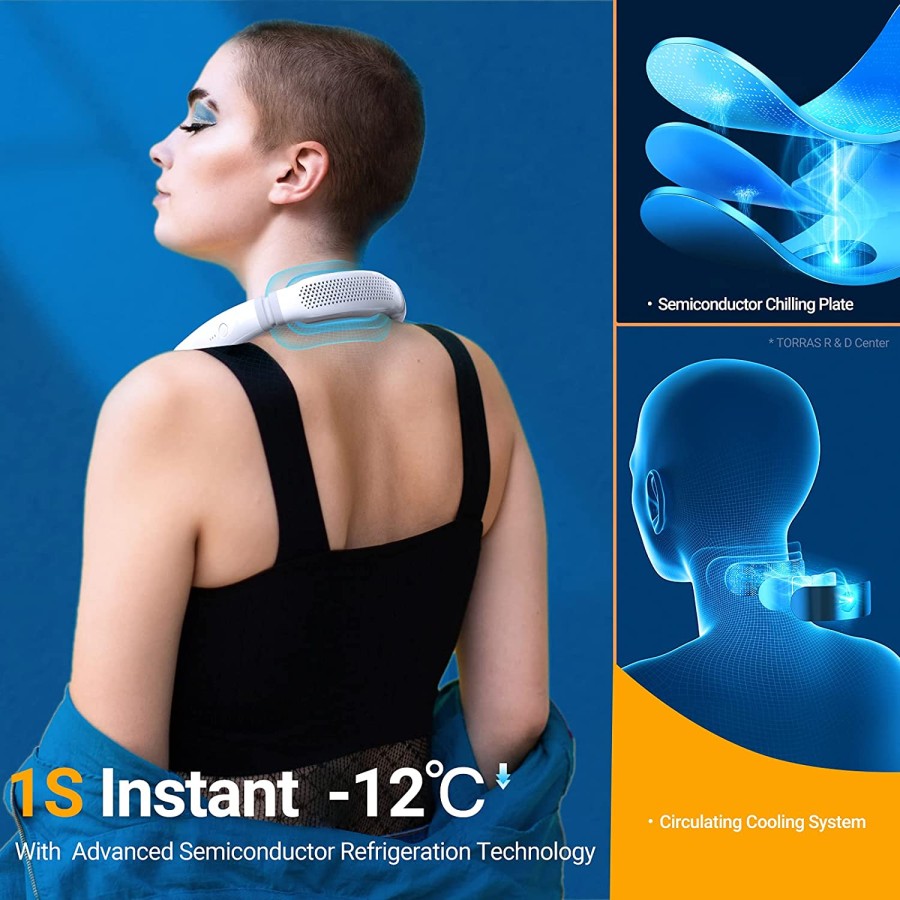 1S Instant -12°C
With Advanced Semiconductor Refrigeration Technology
• Semiconductor Chilling Plate
* TORRAS R & D Center
• Circulating Cooling System